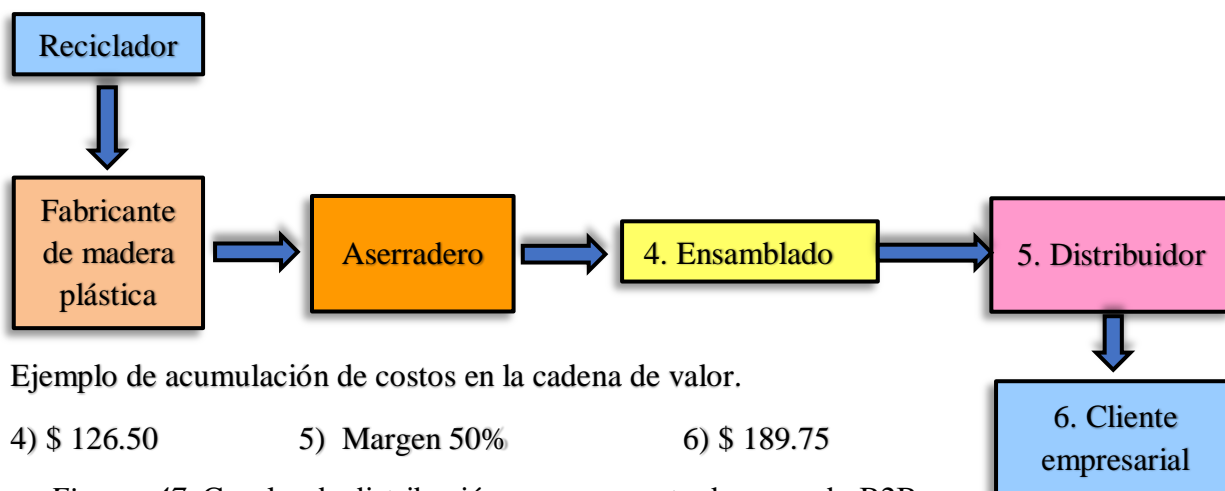 Reciclador
Fabricante
de madera
plástica
Aserradero
4. Ensamblado
5. Distribuidor
6. Cliente
empresarial
Ejemplo de acumulación de costos en la cadena de valor.
4) $ 126.50 5) Margen 50% 6) $ 189.75